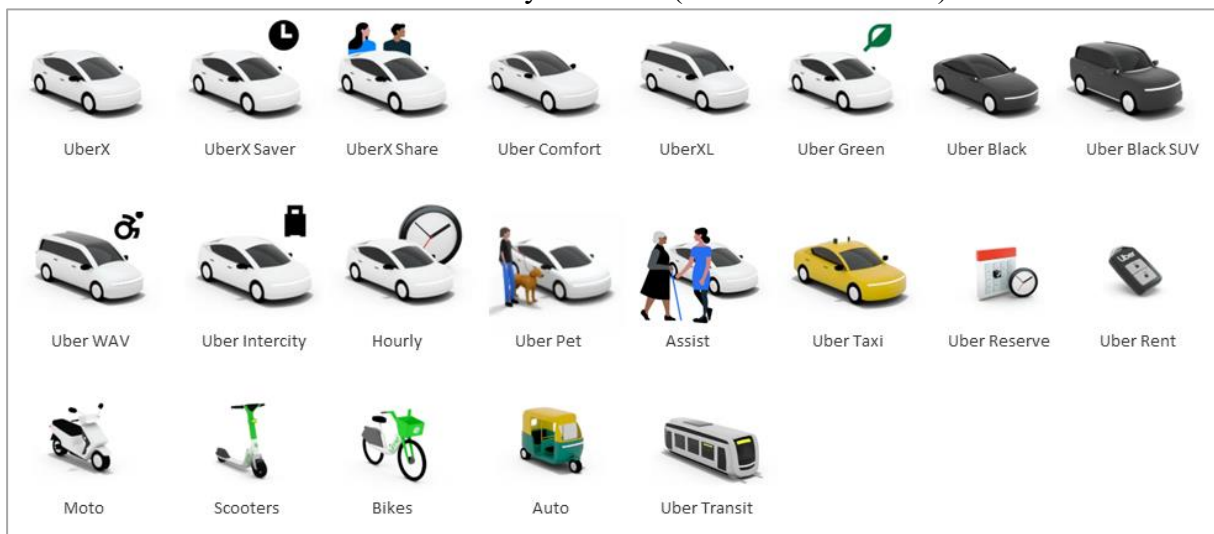 UberX UberX Saver UberX Share Uber Comfort UberXL Uber Green Uber Black Uber Black SUV
Uber
Uber WAV Uber Intercity Hourly Uber Pet Assist Uber Taxi Uber Reserve Uber Rent
Moto Scooters Bikes Auto Uber Transit